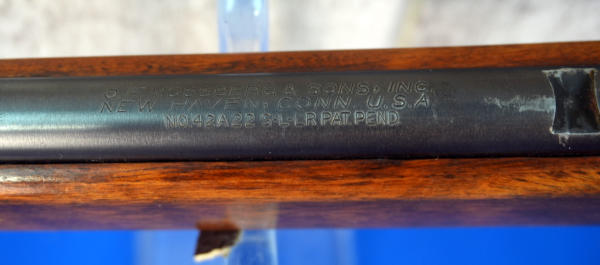 O.F. MOSSBERG & SONS, INC.
NEW HAVEN, CONN. U.S.A.
NO 42A 22 S-L-LR PAT PEND.